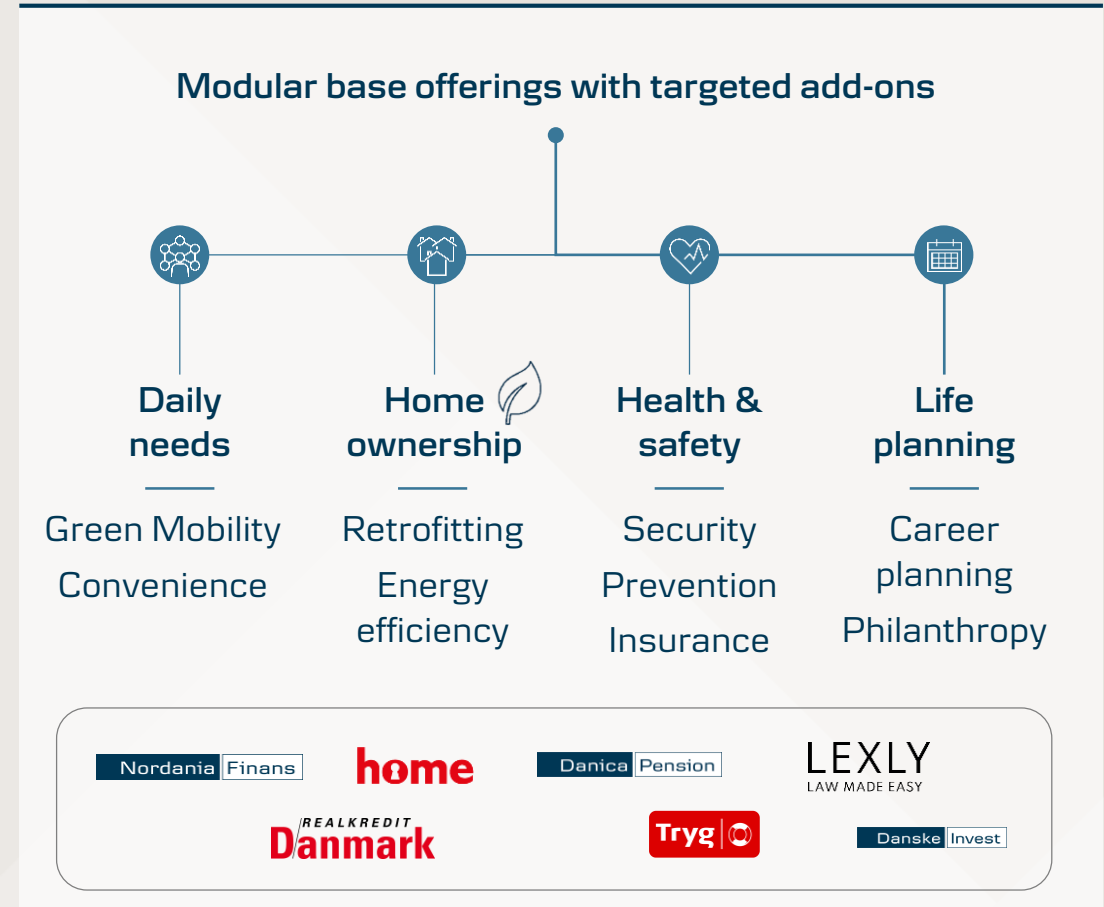 Modular base offerings with targeted add-ons
Daily
needs
Green Mobility
Convenience
Home
ownership
Retrofitting
Energy
efficiency
Health &
safety
Security
Prevention
Insurance
Life
planning
Career
planning
Philanthropy
Nordania Finans
home
Danica Pension
LEXLY
LAW MADE EASY
REALKREDIT
Danmark
Tryg
Danske Invest